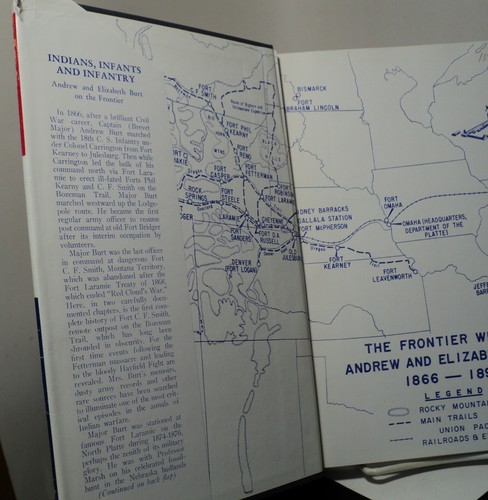 INDIANS, INFANTS
AND INFANTRY
Andrew and Elizabeth Burt
on the Frontier
In 1866, after a brilliant Civil
War career, Captain (Brevet
Major) Andrew Burt marched
with the 18th C. S. Infantry un-
der Colonel Carrington from Fort
Kearney to Julesburg. Then while
Carrington led the bulk of his
command north via Fort Lara-
mie to erect ill-fated Forts Phil
Kearny and C. F. Smith on the
Bozeman Trail, Major Burt
marched westward up the Lodge-
pole route. He became the first
regular army officer to resume
post command at old Fort Bridger
after its interim occupation by
volunteers.
Major Burt was the last officer
in command at dangerous Fort
C. F. Smith, Montana Territory,
which was abandoned after the
Fort Laramie Treaty of 1868,
which ended "Red Cloud's War."
Here, in two carefully docu-
mented chapters, is the first com-
plete history of Fort C. F. Smith,
remote outpost on the Bozeman
Trail, which has long been
shrouded in obscurity. For the
first time events following the
Fetterman massacre and leading
to the bloody Hayfield Fight are
revealed. Mrs. Burt's memoirs,
dusty army records and other
rare sources have been searched
to illuminate one of the most crit-
ical episodes in the annals of
Indian warfare.
Major Burt was stationed at
famous Fort Laramie on the
North Platte during 1874-1876,
perhaps the zenith of its military
glory. He was with Professor
Marsh on his celebrated fossil-
hunt in the Nebraska badlands
(Continued on back flap)
FORT
C.F. SMITH
FORT PHIL
KEARNY
FORT
RENO
FORT
CASPER
FORT
FETTERMAN
FORT
ROBINSON
FORT LARAMIE
ROCK
SPRINGS
FORT
STEELE
LARAMIE
CHEYENNE
FORT D.A.
RUSSELL
FORT
SANDERS
OLD
JULESBURG
DENVER
(FORT LOGAN)
BISMARCK
FORT
ABRAHAM LINCOLN
SIDNEY BARRACKS
OGALLALA STATION
FORT McPHERSON
FORT
OMAHA
OMAHA (HEADQUARTERS,
DEPARTMENT OF THE
PLATTE)
Oregon
FORT
KEARNEY
FORT
LEAVENWORTH
JEFF
BAR
THE FRONTIER W
ANDREW AND ELIZAB
1866 — 189
LEGEND
ROCKY MOUNTA
MAIN TRAILS
UNION PAC
RAILROADS & E